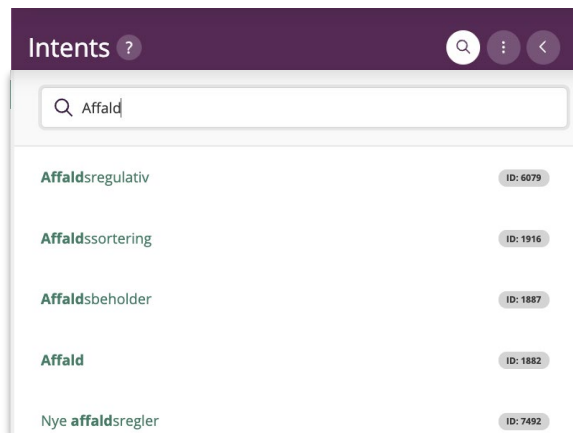 Intents ?
Affald
Affaldsregulativ ID: 6079
Affaldssortering ID: 1916
Affaldsbeholder ID: 1887
Affald ID: 1882
Nye affaldsregler ID: 7492